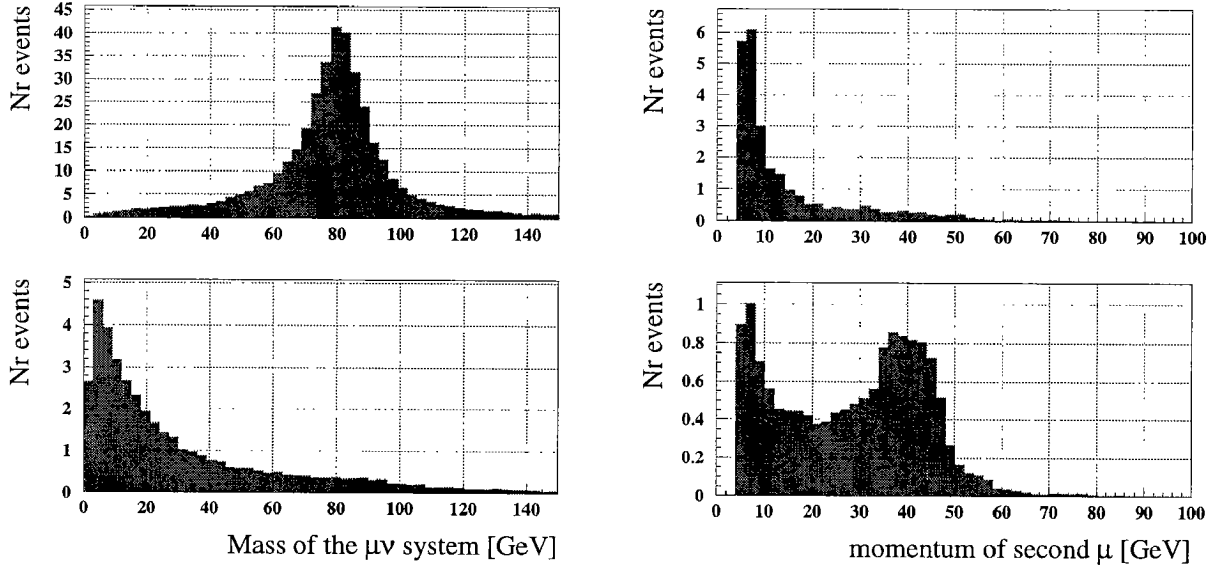 Nr events
45
40
35
30
25
20
15
10
5
0
0 20 40 60 80 100 120 140
Nr events
6
5
4
3
2
1
0
0 10 20 30 40 50 60 70 80 90 100
Nr events
5
4
3
2
1
0
0 20 40 60 80 100 120 140
Mass of the μν system [GeV]
Nr events
1
0.8
0.6
0.4
0.2
0
0 10 20 30 40 50 60 70 80 90 100
momentum of second μ [GeV]